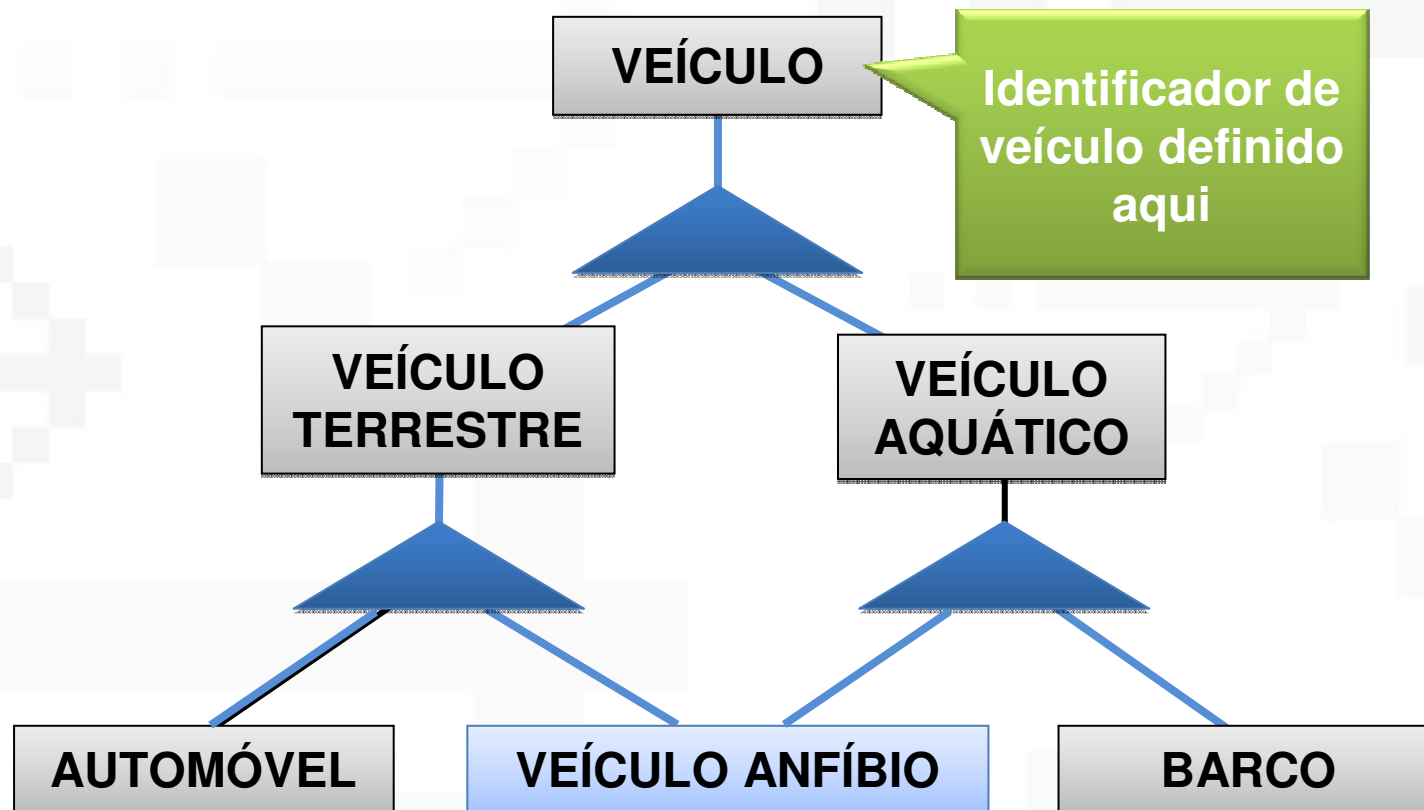 VEÍCULO
Identificador de
veículo definido
aqui
VEÍCULO
TERRESTRE
VEÍCULO
AQUÁTICO
AUTOMÓVEL
VEÍCULO ANFÍBIO
BARCO